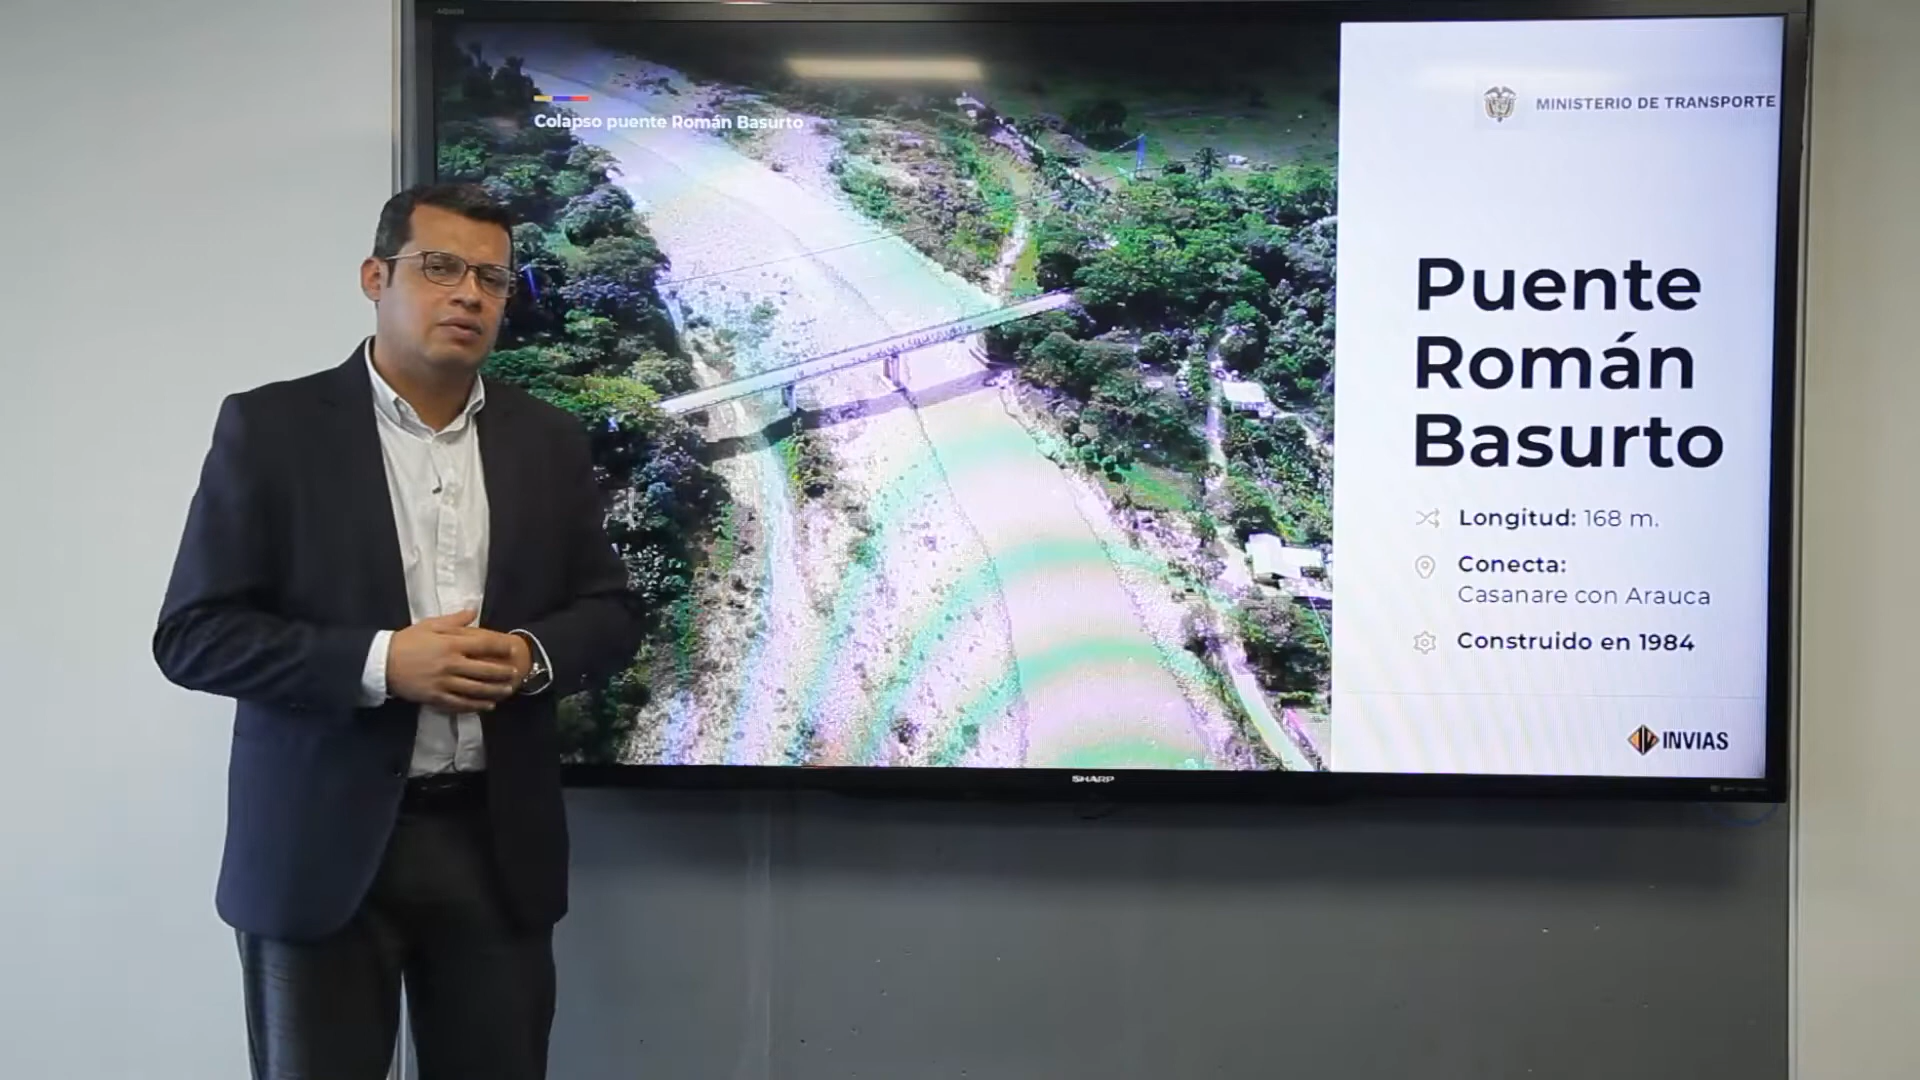 Colapso puente Román Basurto
MINISTERIO DE TRANSPORTE
Puente
Román
Basurto
Longitud: 168 m.
Conecta:
Casanare con Arauca
Construido en 1984
INVIAS
SHARP